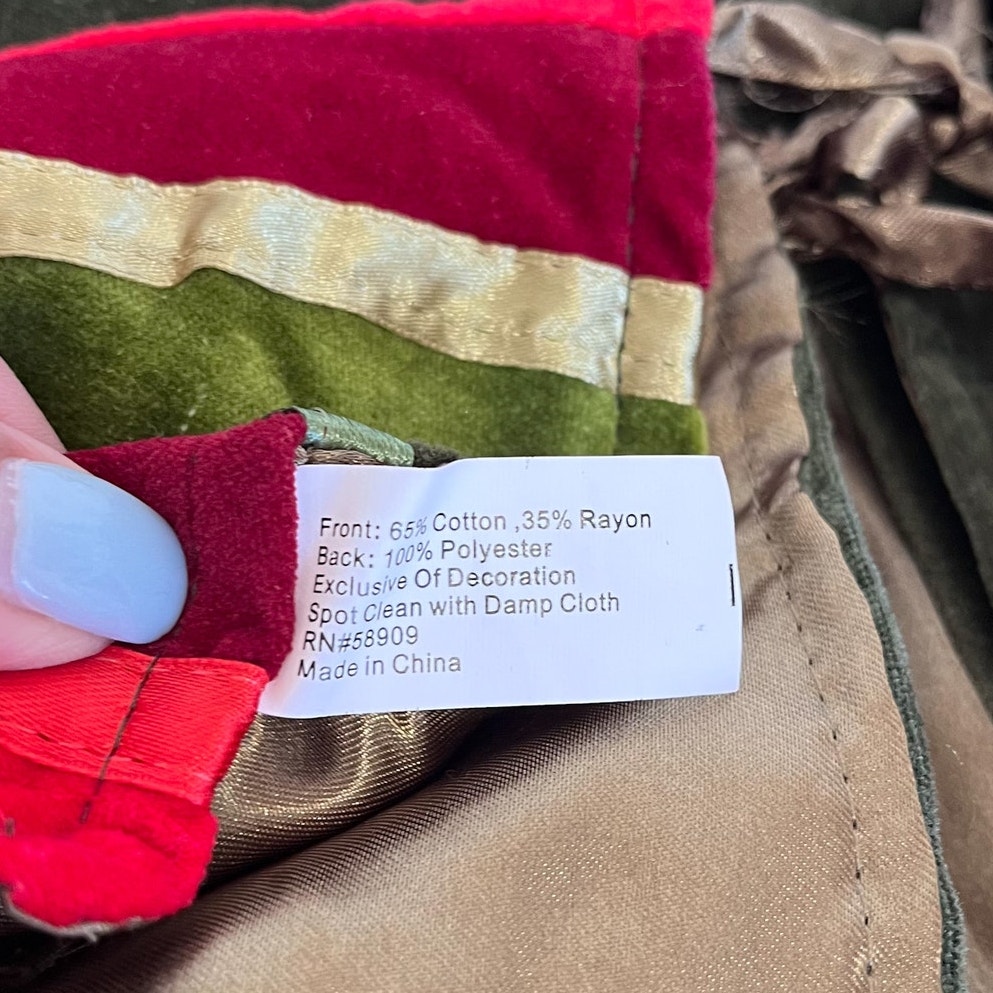 Front: 65% Cotton ,35% Rayon
Back: 100% Polyester
Exclusive Of Decoration
Spot Clean with Damp Cloth
RN#58909
Made in China